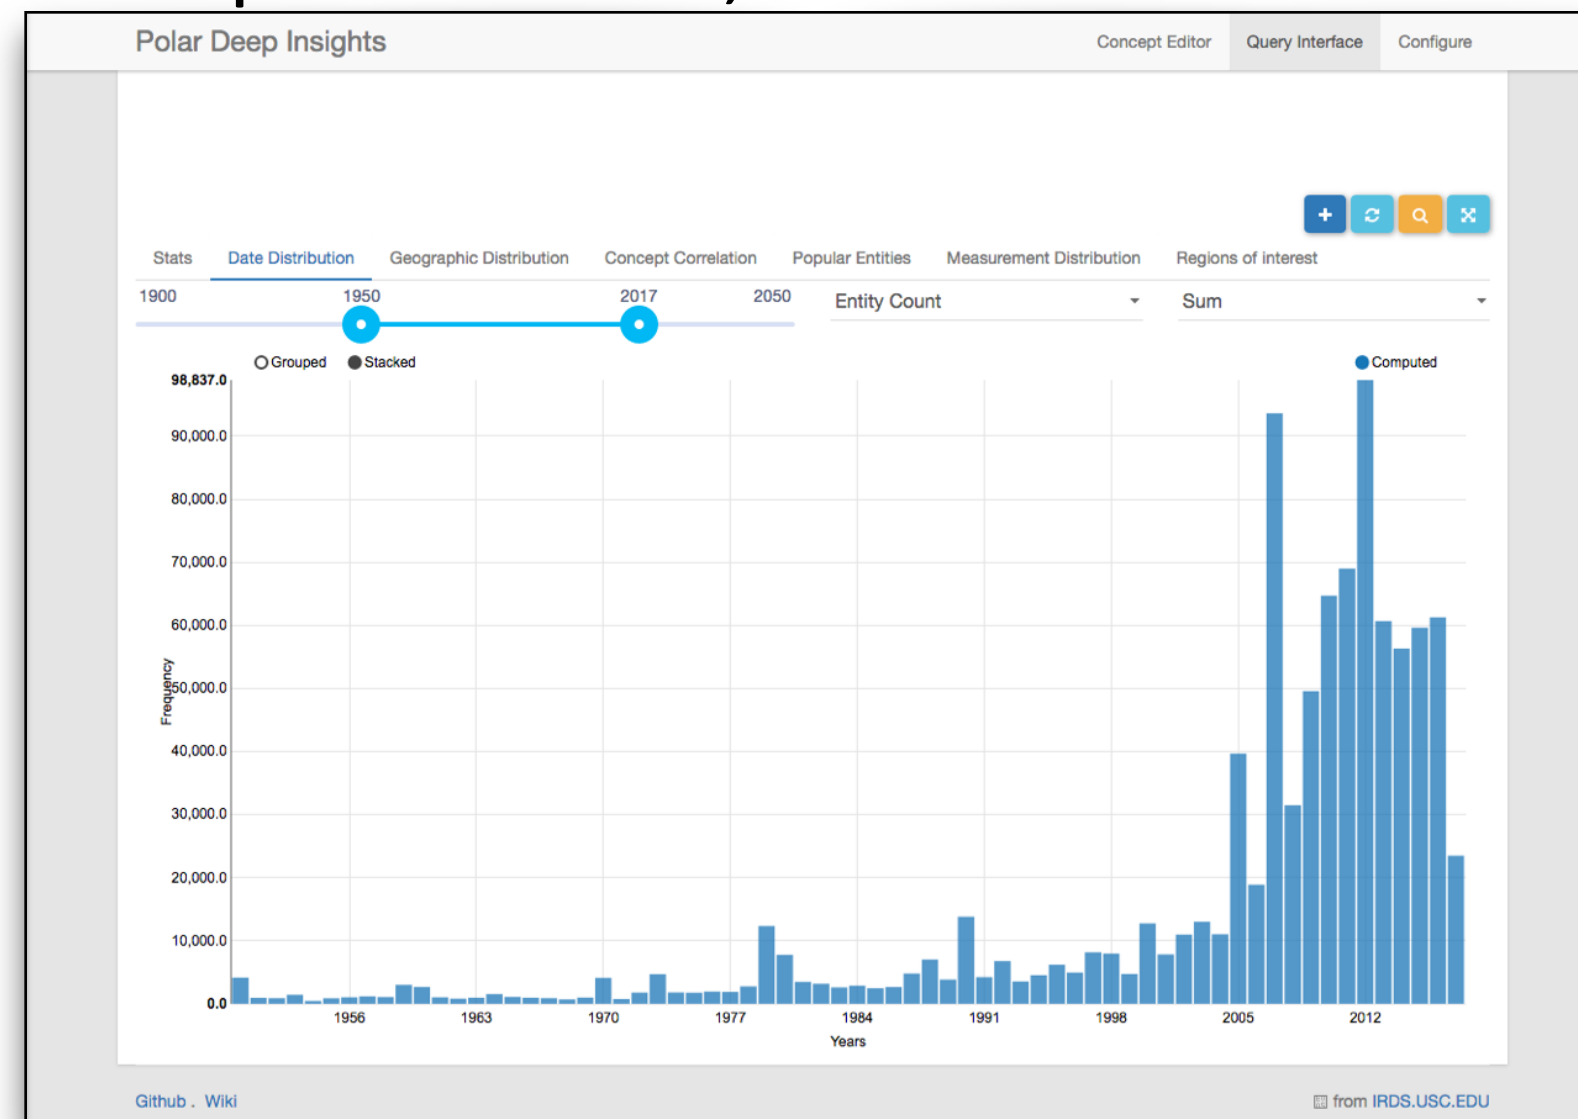 Polar Deep Insights
Concept Editor Query Interface Configure
Stats Date Distribution Geographic Distribution Concept Correlation Popular Entities Measurement Distribution Regions of interest
1900 1950 2017 2050
Entity Count Sum
Grouped Stacked Computed
98,837.0
90,000.0
80,000.0
70,000.0
60,000.0
50,000.0
40,000.0
30,000.0
20,000.0
10,000.0
0.0
Frequency
1956 1963 1970 1977 1984 1991 1998 2005 2012
Years
Github . Wiki
from IRDS.USC.EDU